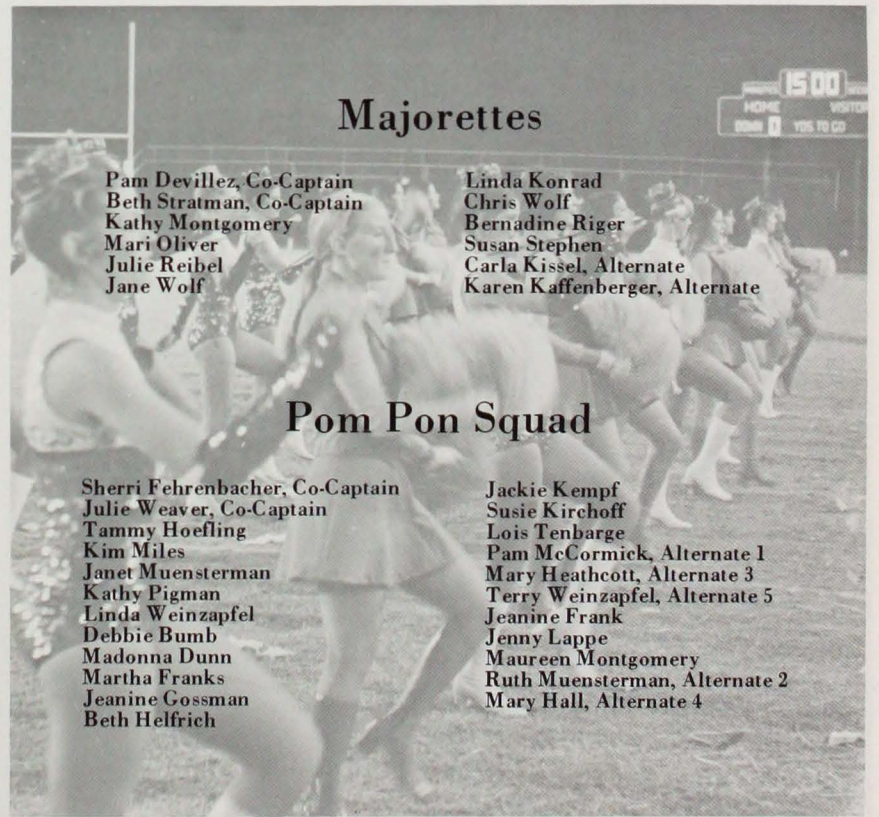 15 00
HOME VISITOR
DOWN 0 YDS TO GO
Majorettes
Pam Devillez, Co-Captain
Beth Stratman, Co-Captain
Kathy Montgomery
Mari Oliver
Julie Reibel
Jane Wolf
Linda Konrad
Chris Wolf
Bernadine Riger
Susan Stephen
Carla Kissel, Alternate
Karen Kaffenberger, Alternate
Pom Pon Squad
Sherri Fehrenbacher, Co-Captain
Julie Weaver, Co-Captain
Tammy Hoefling
Kim Miles
Janet Muensterman
Kathy Pigman
Linda Weinzapfel
Debbie Bumb
Madonna Dunn
Martha Franks
Jeanine Gossman
Beth Helfrich
Jackie Kempf
Susie Kirchoff
Lois Tenbarge
Pam McCormick, Alternate 1
Mary Heathcott, Alternate 3
Terry Weinzapfel, Alternate 5
Jeanine Frank
Jenny Lappe
Maureen Montgomery
Ruth Muensterman, Alternate 2
Mary Hall, Alternate 4